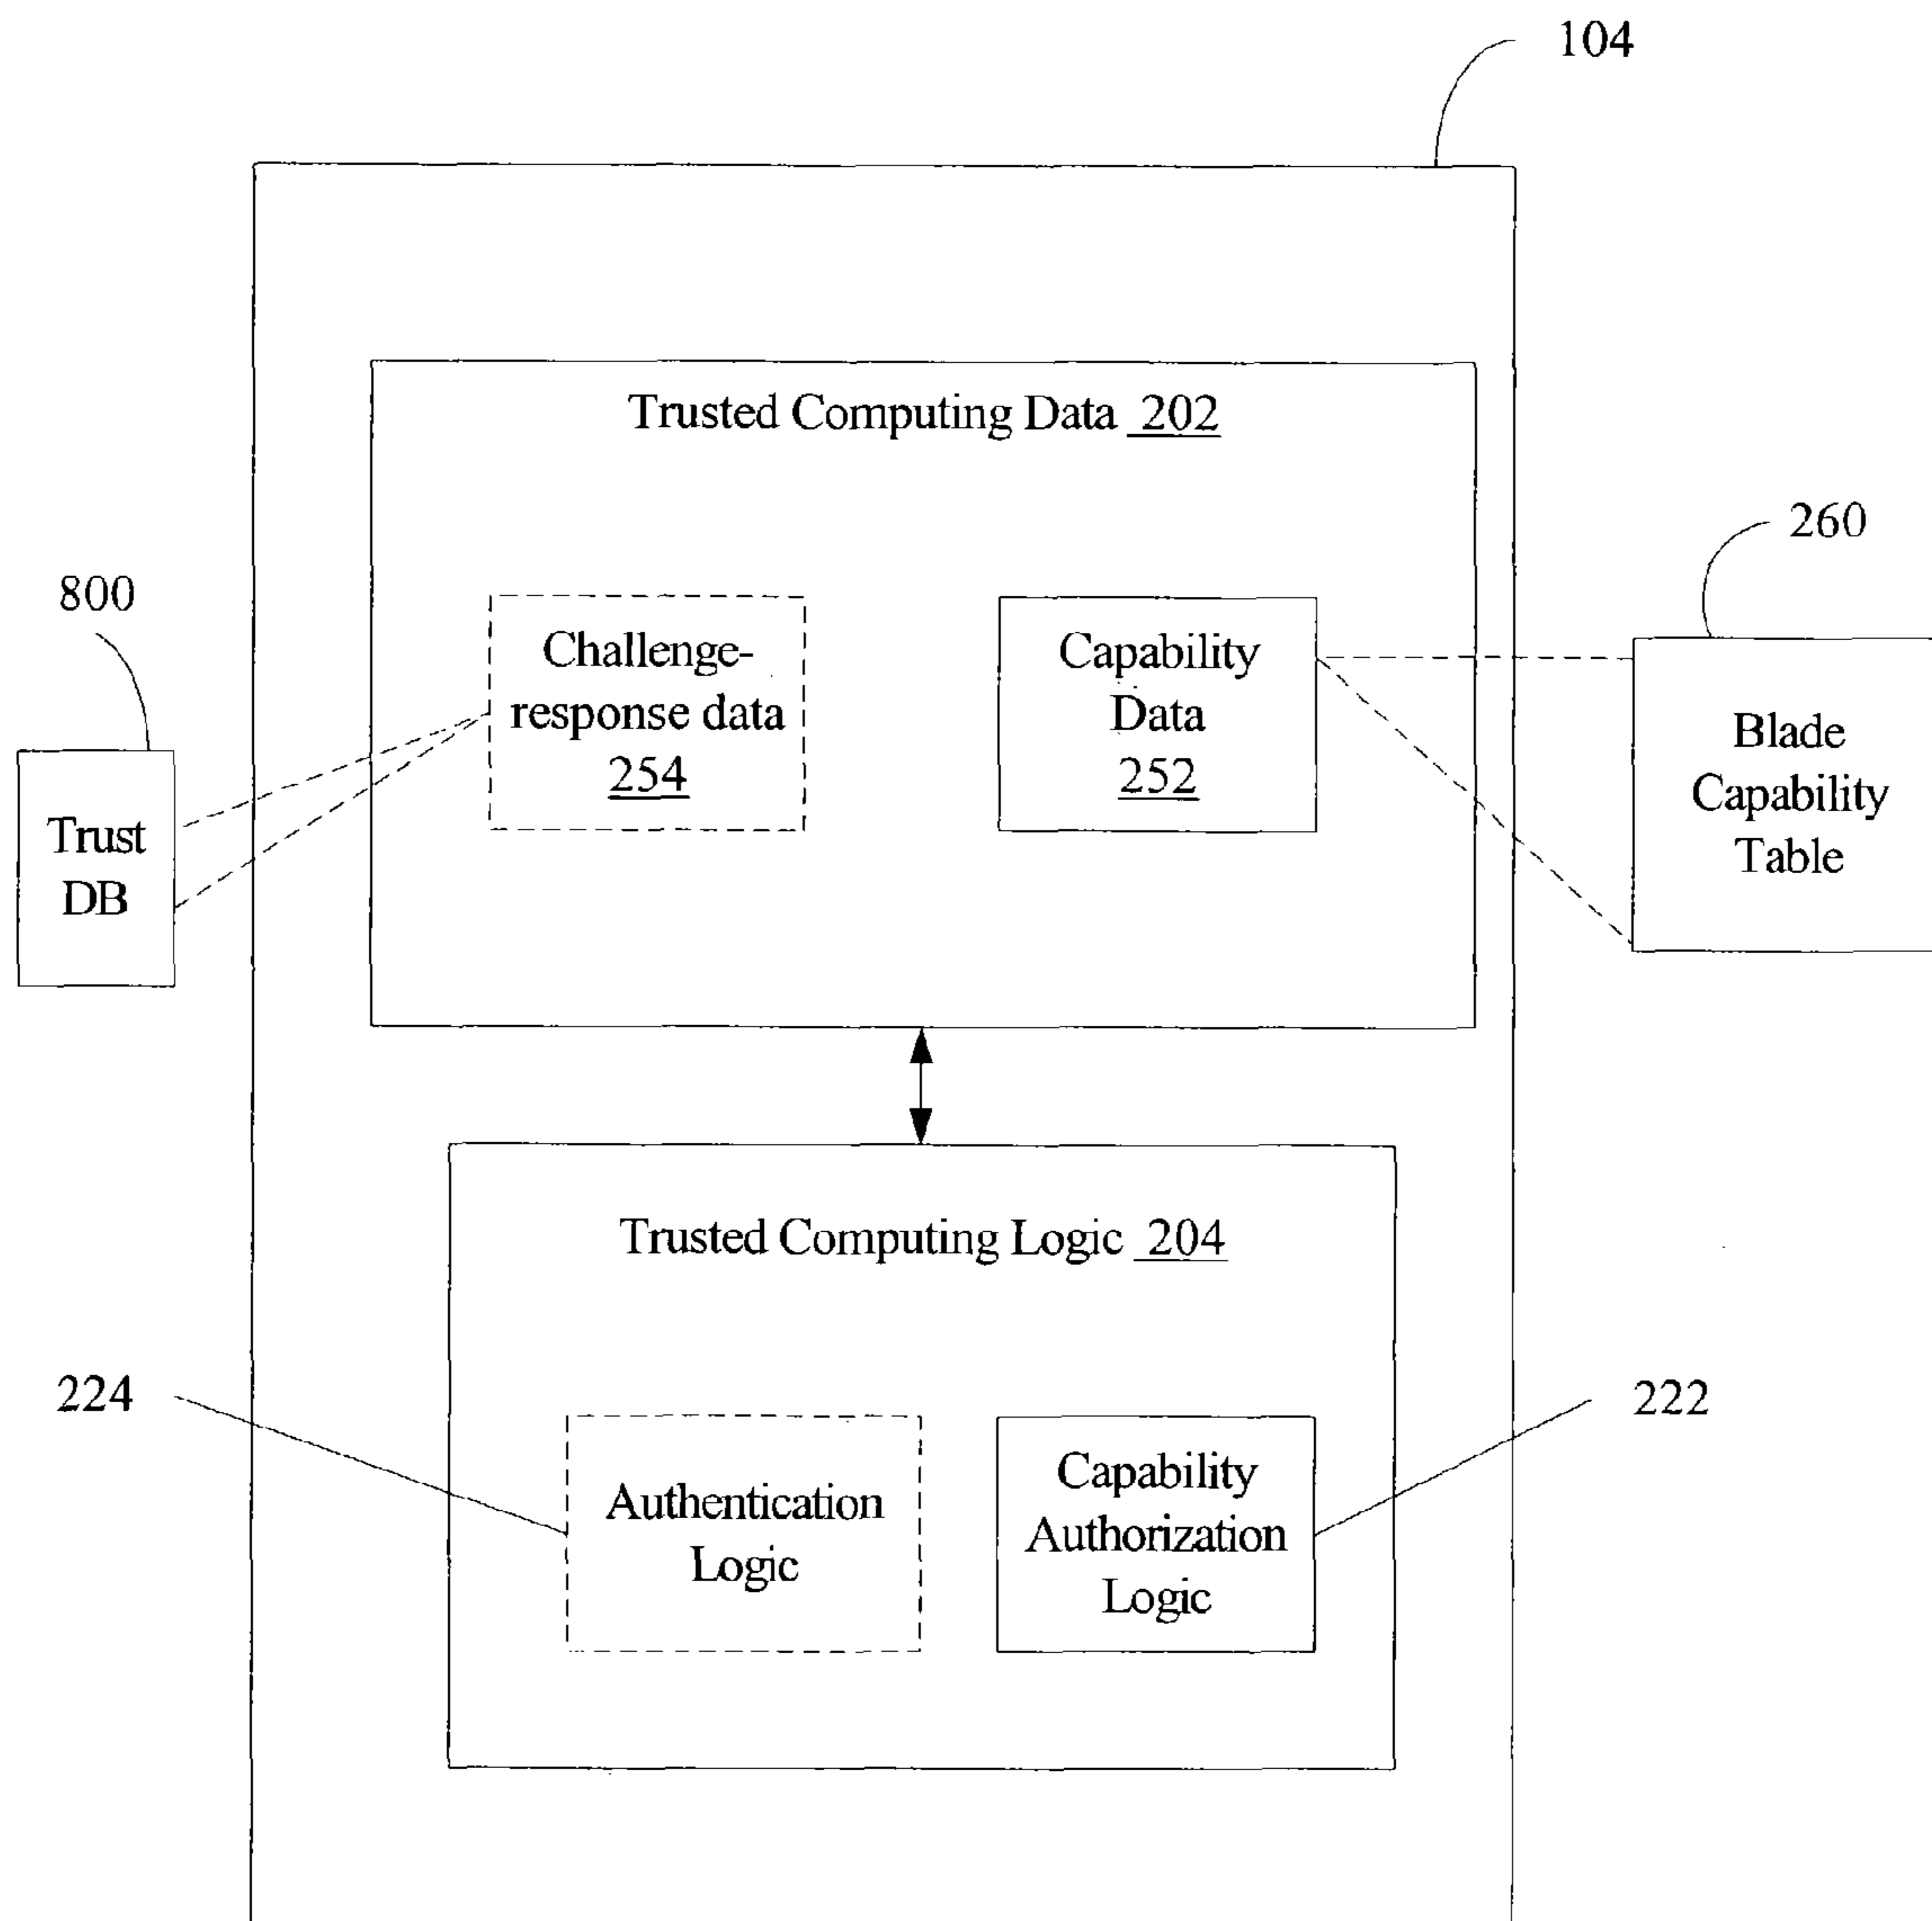 104
Trusted Computing Data 202
260
800
Challenge-
response data
254
Capability
Data
252
Blade
Capability
Table
Trust
DB
Trusted Computing Logic 204
224
222
Authentication
Logic
Capability
Authorization
Logic